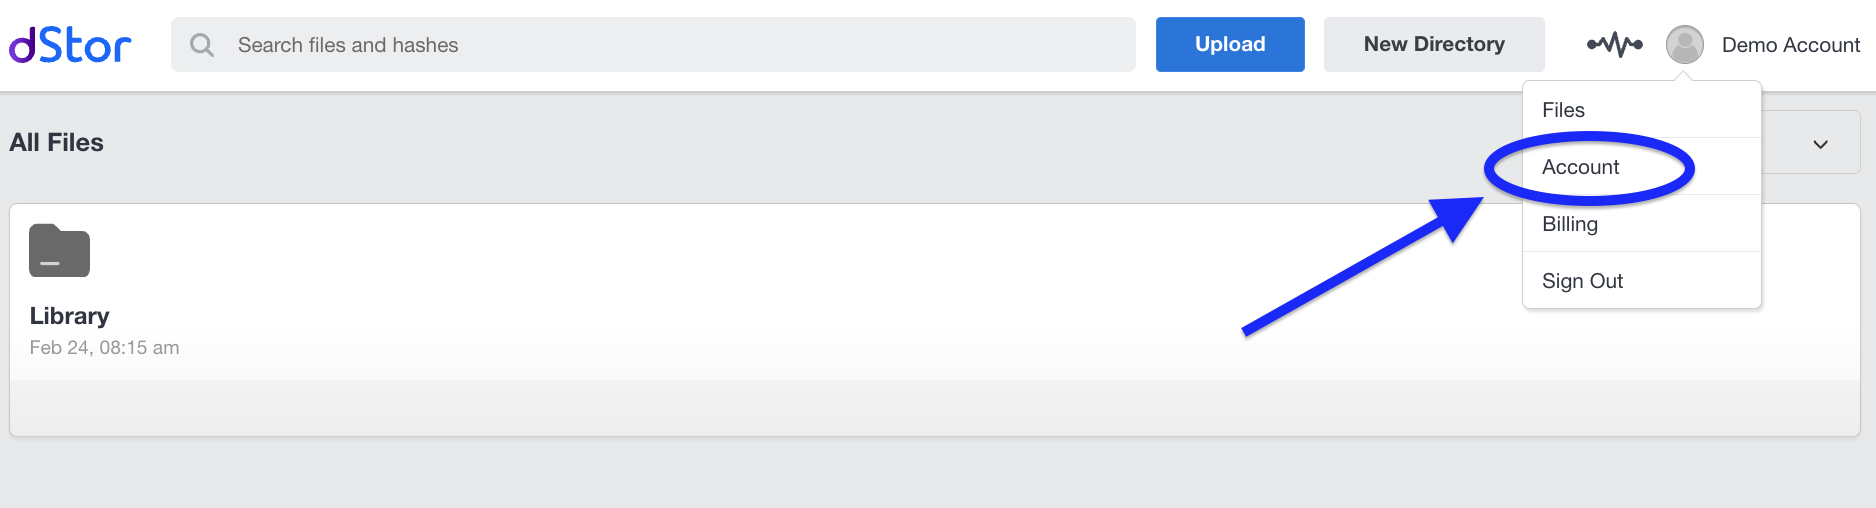 dStor
Search files and hashes
Upload
New Directory
Demo Account
Files
All Files
Account
Billing
Sign Out
Library
Feb 24, 08:15 am